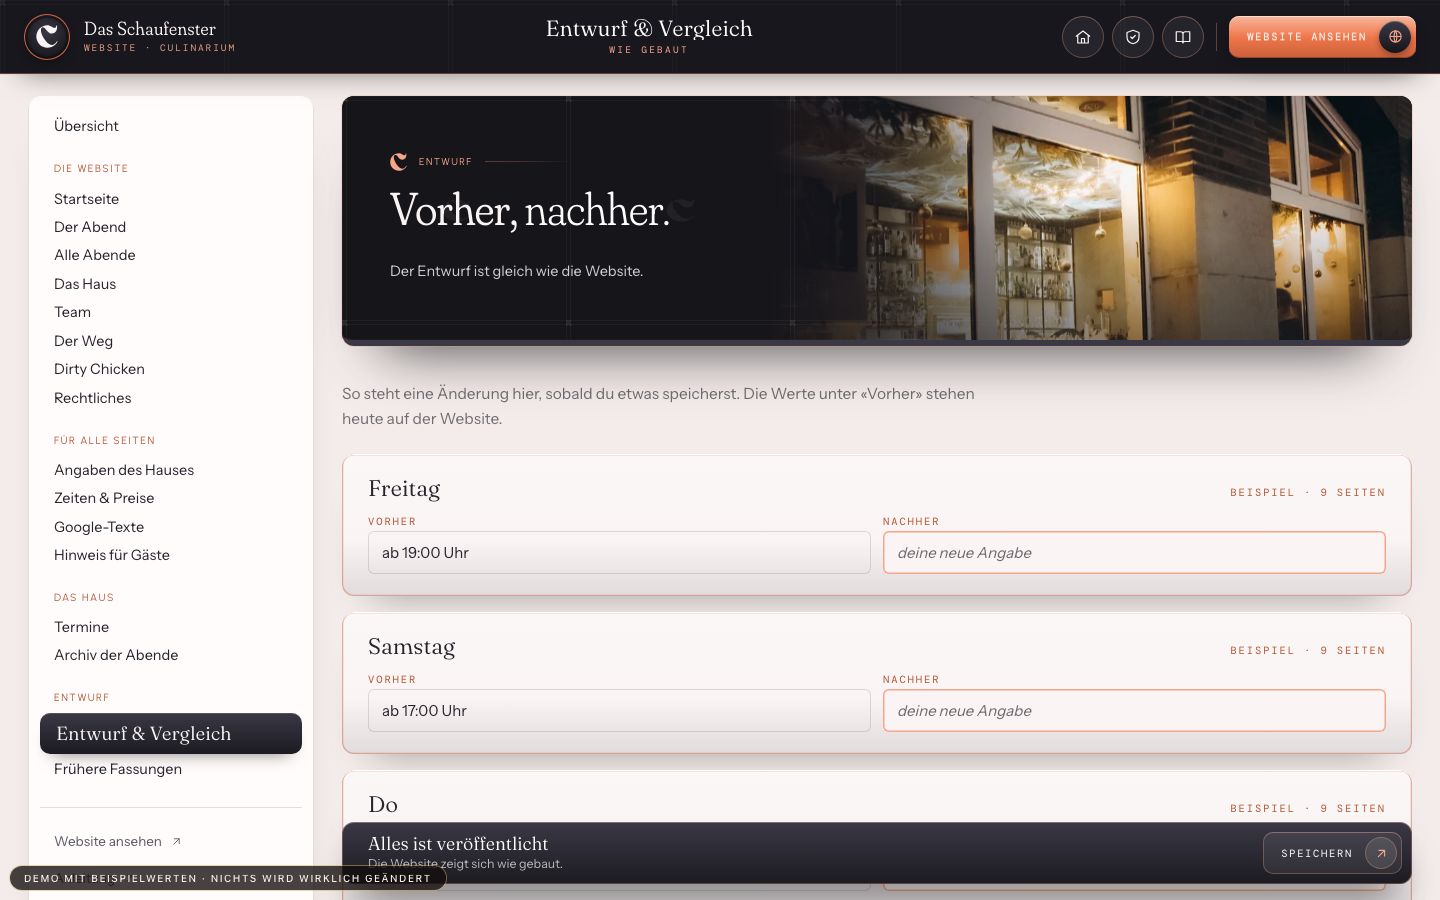 Das Schaufenster
WEBSITE · CULINARIUM
Entwurf & Vergleich
WIE GEBAUT
WEBSITE ANSEHEN
Übersicht
DIE WEBSITE
Startseite
Der Abend
Alle Abende
Das Haus
Team
Der Weg
Dirty Chicken
Rechtliches
FÜR ALLE SEITEN
Angaben des Hauses
Zeiten & Preise
Google-Texte
Hinweis für Gäste
DAS HAUS
Termine
Archiv der Abende
ENTWURF
Entwurf & Vergleich
Frühere Fassungen
Website ansehen
DEMO MIT BEISPIELWERTEN · NICHTS WIRD WIRKLICH GEÄNDERT
ENTWURF
Vorher, nachher.
Der Entwurf ist gleich wie die Website.
So steht eine Änderung hier, sobald du etwas speicherst. Die Werte unter «Vorher» stehen
heute auf der Website.
Freitag
BEISPIEL · 9 SEITEN
VORHER
NACHHER
ab 19:00 Uhr
deine neue Angabe
Samstag
BEISPIEL · 9 SEITEN
VORHER
NACHHER
ab 17:00 Uhr
deine neue Angabe
Do
BEISPIEL · 9 SEITEN
Alles ist veröffentlicht
Die Website zeigt sich wie gebaut.
SPEICHERN